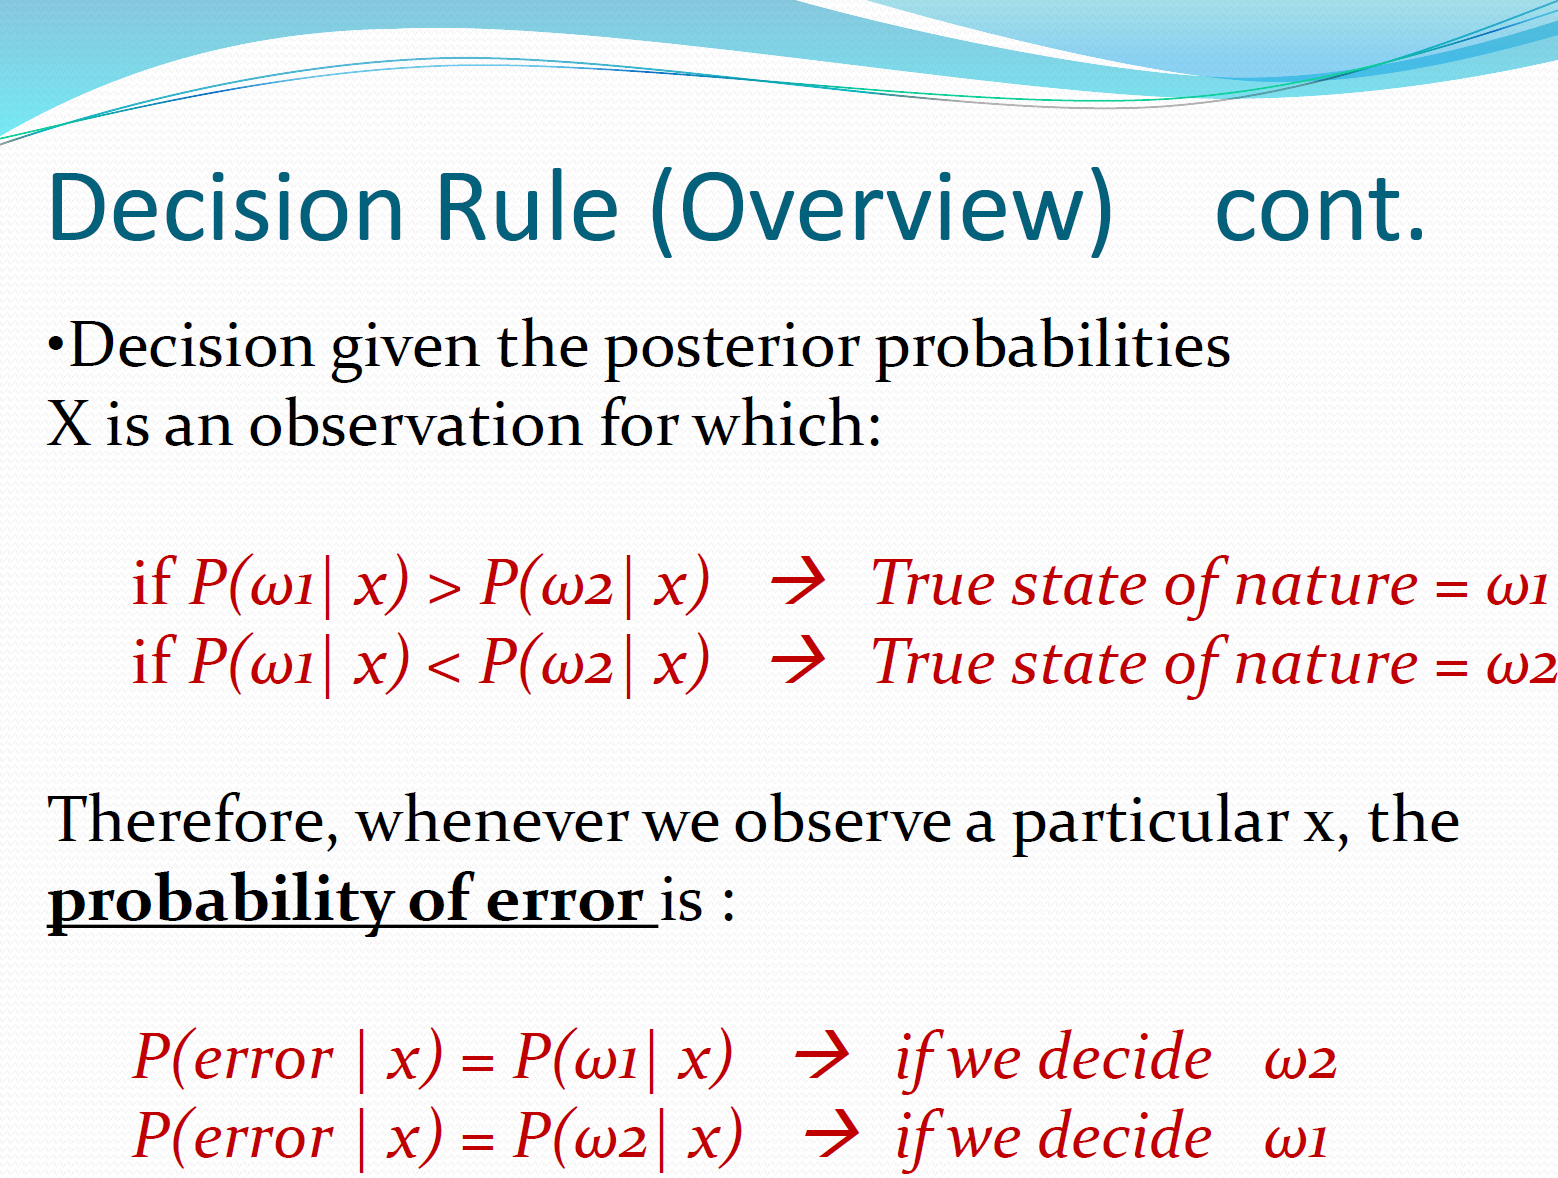 Decision Rule (Overview) cont.
•Decision given the posterior probabilities
X is an observation for which:
if P(ω1| x) > P(ω2| x) → True state of nature = ω1
if P(ω1| x) < P(ω2| x) → True state of nature = ω2
Therefore, whenever we observe a particular x, the
probability of error is :
P(error | x) = P(ω1| x) → if we decide ω2
P(error | x) = P(ω2| x) → if we decide ω1